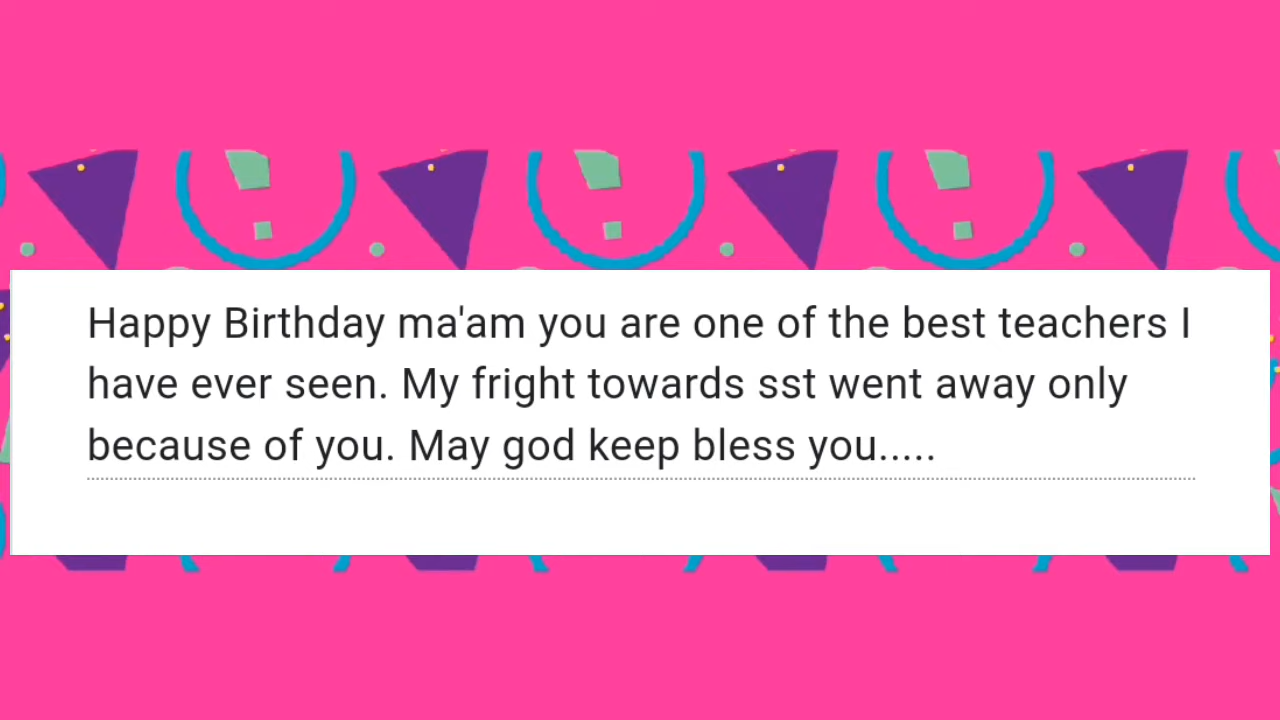 Happy Birthday ma'am you are one of the best teachers I
have ever seen. My fright towards sst went away only
because of you. May god keep bless you.....